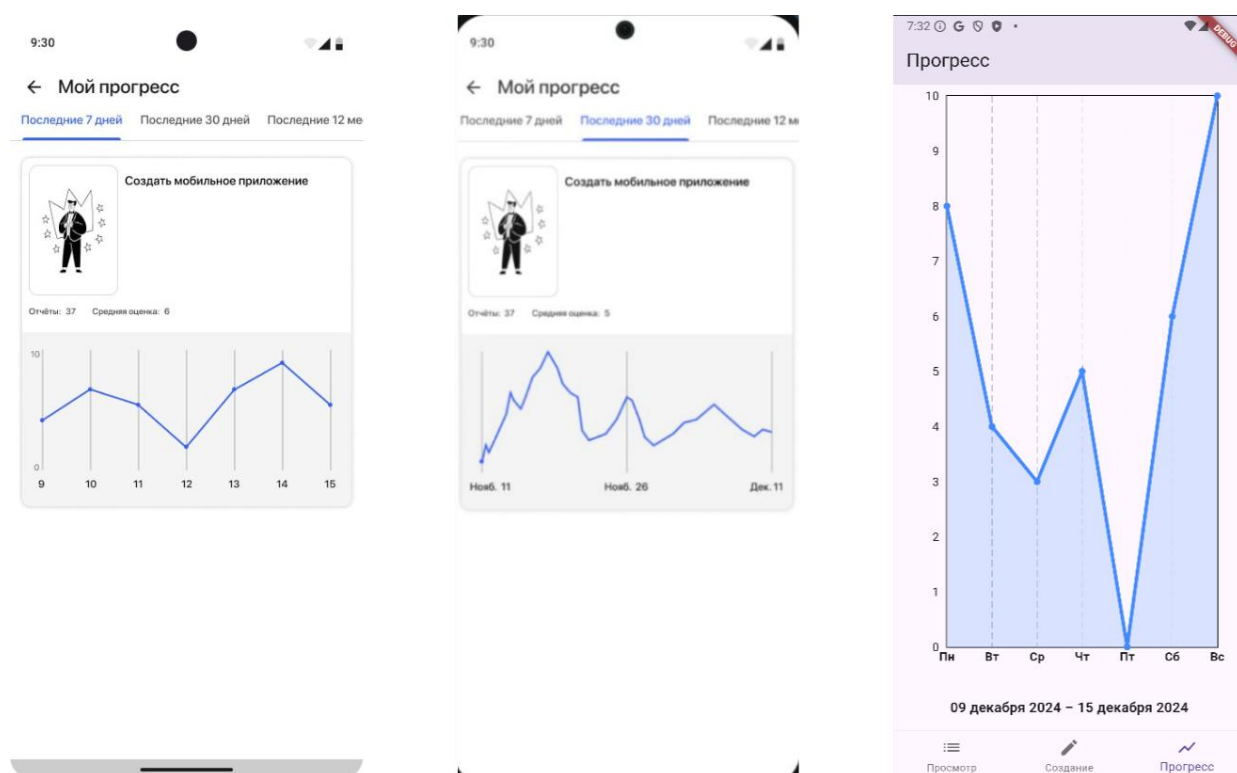 9:30
← Мой прогресс
Последние 7 дней Последние 30 дней Последние 12 ме
Создать мобильное приложение
Отчёты: 37 Средняя оценка: 6
10
0
9 10 11 12 13 14 15
9:30
← Мой прогресс
Последние 7 дней Последние 30 дней Последние 12 м
Создать мобильное приложение
Отчёты: 37 Средняя оценка: 5
Нояб. 11 Нояб. 26 Дек. 11
7:32
DEBUG
Прогресс
10
9
8
7
6
5
4
3
2
1
0
Пн Вт Ср Чт Пт Сб Вс
09 декабря 2024 – 15 декабря 2024
Просмотр Создание Прогресс